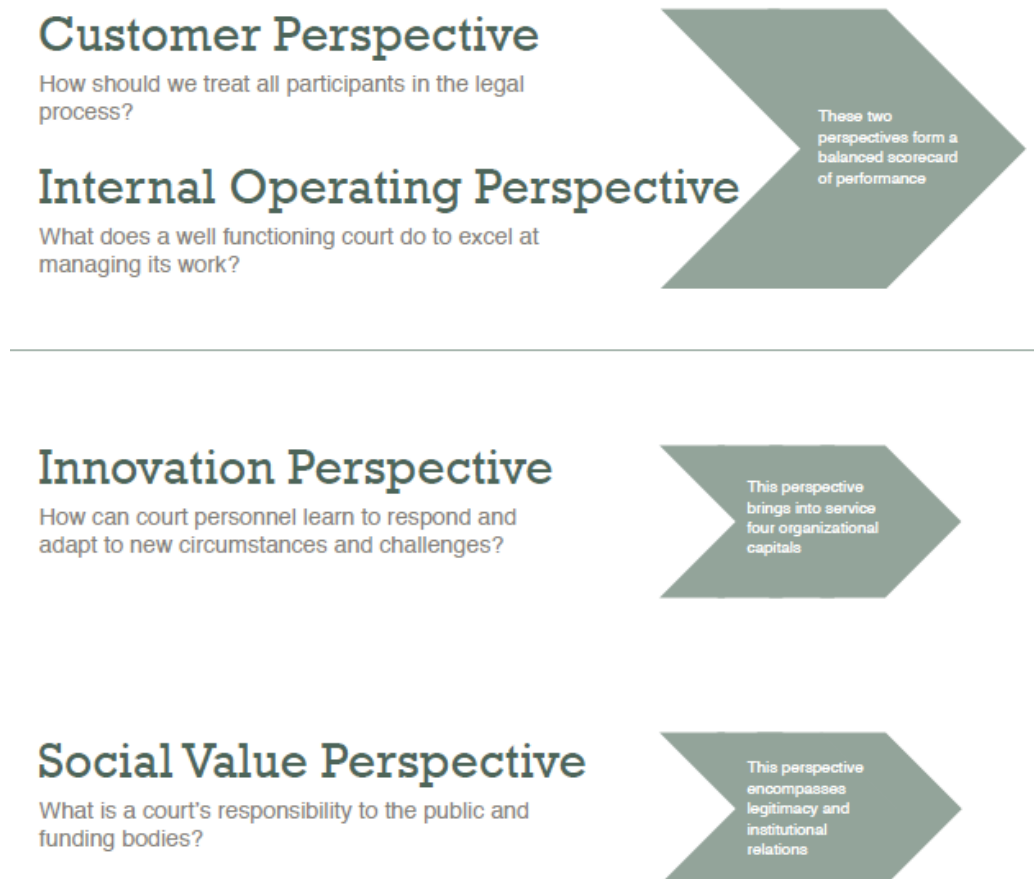 Customer Perspective
How should we treat all participants in the legal
process?
These two
perspectives form a
balanced scorecard
of performance
Internal Operating Perspective
What does a well functioning court do to excel at
managing its work?
Innovation Perspective
How can court personnel learn to respond and
adapt to new circumstances and challenges?
This perspective
brings into service
four organizational
capitals
Social Value Perspective
What is a court's responsibility to the public and
funding bodies?
This perspective
encompasses
legitimacy and
institutional
relations